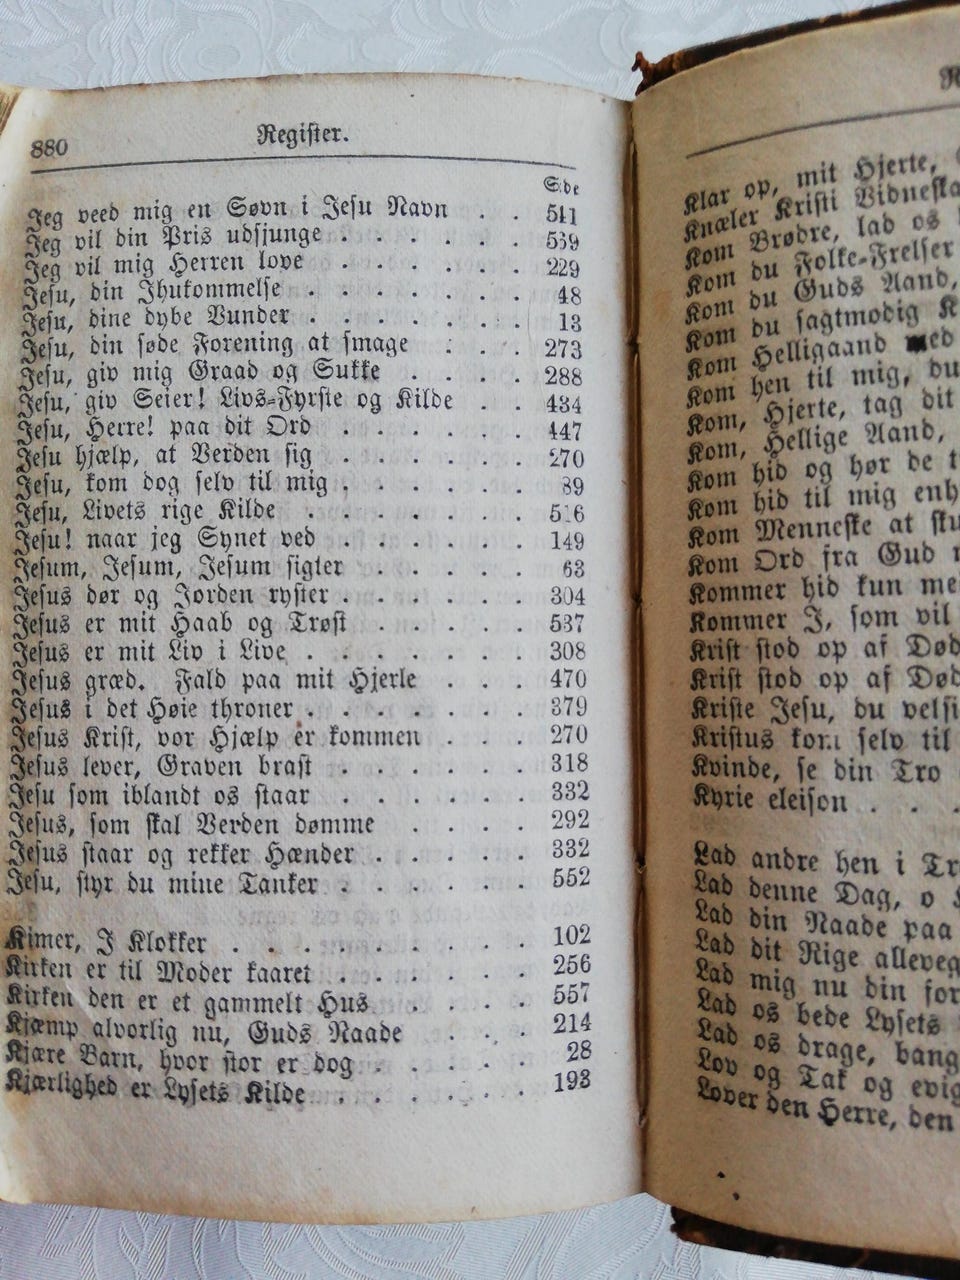 880 Register.
Side
Jeg veed mig en Søvn i Jesu Navn . . 541
Jeg vil din Pris udsjunge . . . . . . . 539
Jeg vil mig Herren love . . . . . . . 229
Jesu, din Ihukommelse . . . . . . . . 48
Jesu, dine dybe Vunder . . . . . . . 13
Jesu, din søde Forening at smage . . . 273
Jesu, giv mig Graad og Sukke . . . . 288
Jesu, giv Seier! Livs-Fyrste og Kilde . . 434
Jesu, Herre! paa dit Ord . . . . . . 447
Jesu hjælp, at Verden sig . . . . . . 270
Jesu, kom dog selv til mig . . . . . . 89
Jesu, Livets rige Kilde . . . . . . . 516
Jesu! naar jeg Synet ved . . . . . . 149
Jesum, Jesum, Jesum sigter . . . . . 63
Jesus dør og Jorden ryster . . . . . . 304
Jesus er mit Haab og Trøst . . . . . 537
Jesus er mit Liv i Live . . . . . . . 308
Jesus græd. Fald paa mit Hjerle . . . 470
Jesus i det Høie throner . . . . . . . 379
Jesus Krist, vor Hjælp er kommen . . . 270
Jesus lever, Graven brast . . . . . . 318
Jesu som iblandt os staar . . . . . . 332
Jesus, som skal Verden dømme . . . . 292
Jesus staar og rekker Hænder . . . . . 332
Jesu, styr du mine Tanker . . . . . . 552
Kimer, I Klokker . . . . . . . . . 102
Kirken er til Moder kaaret . . . . . . 256
Kirken den er et gammelt Hus . . . . 557
Kjæmp alvorlig nu, Guds Naade . . . 214
Kjære Barn, hvor stor er dog . . . . . 28
Kjærlighed er Lysets Kilde . . . . . . 193
Klar op, mit Hjerte,
Knæler Kristi
Kom Brødre, lad os
Kom du Folke-Frelser
Kom du Guds Aand,
Kom du sagtmodig
Kom Helligaand med
Kom hen til mig, du
Kom, Hjerte, tag dit
Kom, Hellige Aand,
Kom hid og hør de
Kom hid til mig
Kom Menneske at
Kom Ord fra Gud
Kommer hid kun
Kommer I, som vil
Krist stod op af
Krist stod op af
Kriste Jesu, du
Kristus kom selv til
Kvinde, se din Tro
Kyrie eleison . . .
Lad andre hen i
Lad denne Dag, o
Lad din Naade paa
Lad dit Rige
Lad mig nu din
Lad os bede Lysets
Lad os drage,
Lov og Tak og
Lover den Herre, den